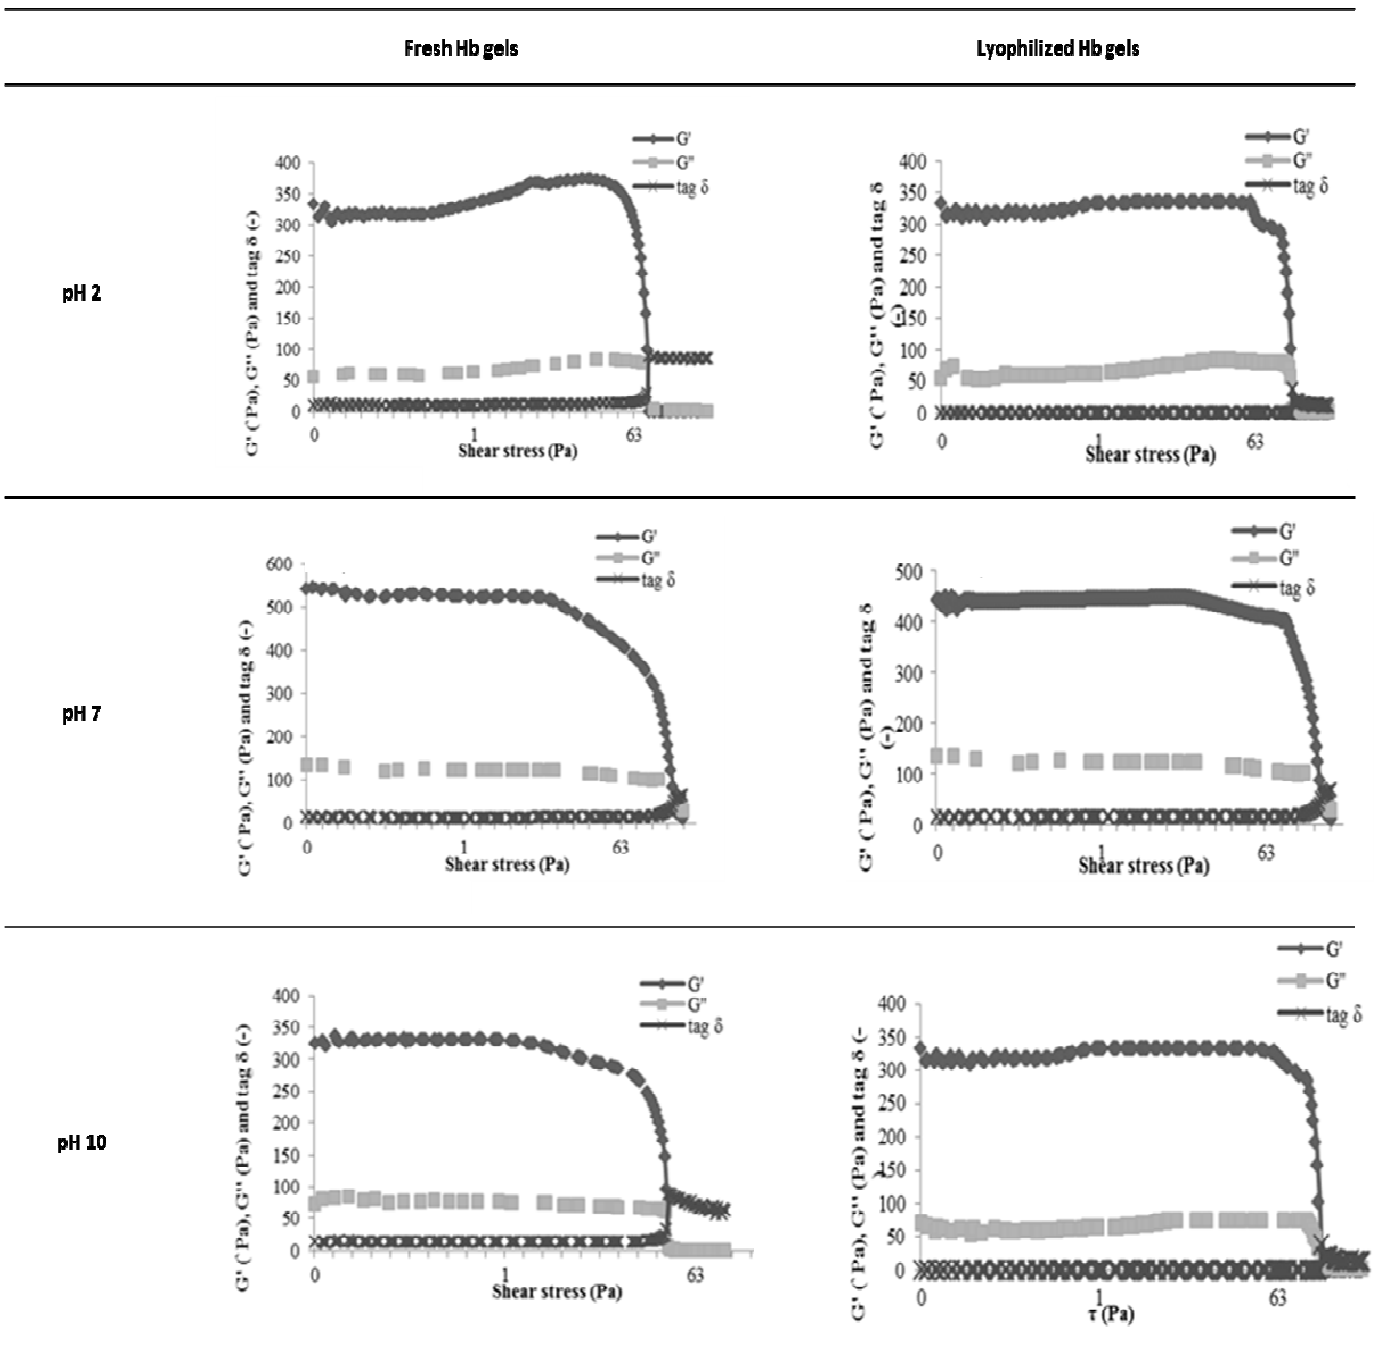 Fresh Hb gels
Lyophilized Hb gels
pH 2
G' ( Pa), G'' (Pa) and tag δ (-)
400
350
300
250
200
150
100
50
0
0
1
63
Shear stress (Pa)
G'
G''
tag δ
G' ( Pa), G'' (Pa) and tag δ
(-)
400
350
300
250
200
150
100
50
0
0
1
63
Shear stress (Pa)
G'
G''
tag δ
pH 7
G' ( Pa), G'' (Pa) and tag δ (-)
600
500
400
300
200
100
0
0
1
63
Shear stress (Pa)
G'
G''
tag δ
G' ( Pa), G'' (Pa) and tag δ
(-)
500
400
300
200
100
0
0
1
63
Shear stress (Pa)
G'
G''
tag δ
pH 10
G' ( Pa), G'' (Pa) and tag δ (-)
400
350
300
250
200
150
100
50
0
0
1
63
Shear stress (Pa)
G'
G''
tag δ
G' ( Pa), G'' (Pa) and tag δ (-
)
400
350
300
250
200
150
100
50
0
0
1
63
τ (Pa)
G'
G''
tag δ